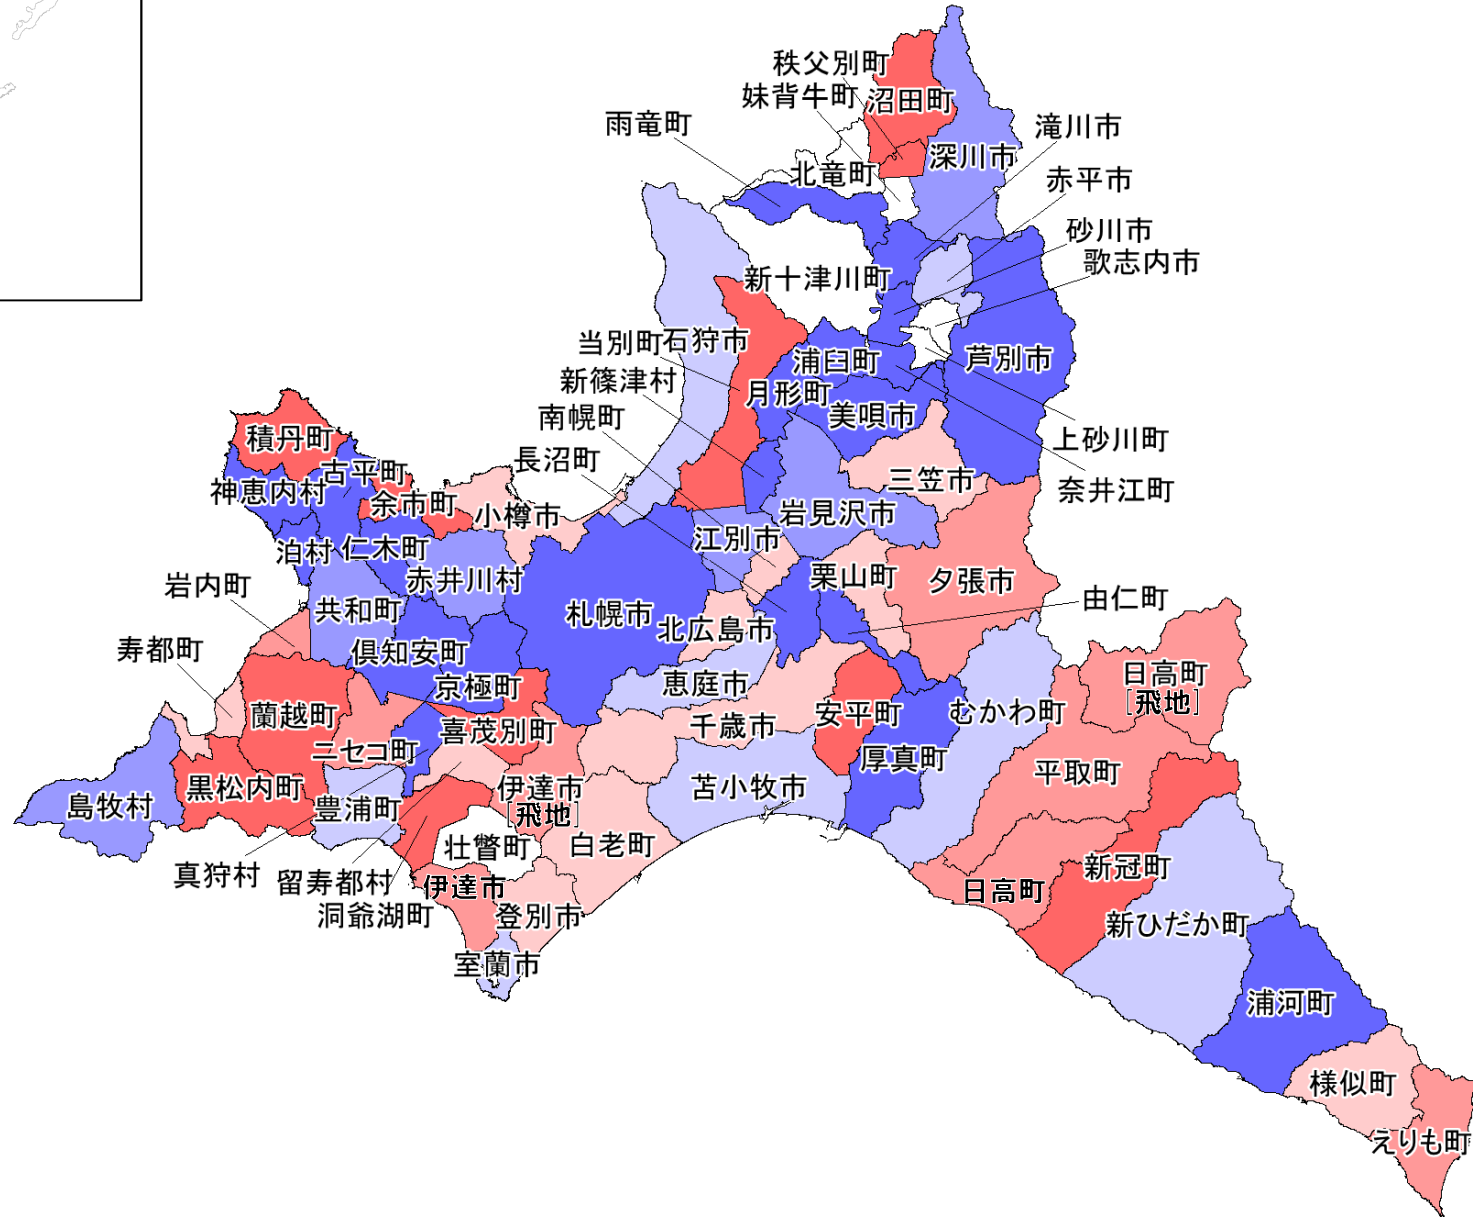 秩父別町
妹背牛町
沼田町
雨竜町
滝川市
深川市
北竜町
赤平市
砂川市
歌志内市
新十津川町
当別町
石狩市
浦臼町
芦別市
新篠津村
月形町
南幌町
美唄市
積丹町
上砂川町
長沼町
古平町
三笠市
神恵内村
奈井江町
余市町
小樽市
岩見沢市
江別市
泊村
仁木町
赤井川村
栗山町
夕張市
岩内町
共和町
札幌市
由仁町
北広島市
寿都町
倶知安町
京極町
恵庭市
日高町
[飛地]
蘭越町
安平町
むかわ町
喜茂別町
千歳市
ニセコ町
厚真町
平取町
黒松内町
伊達市
[飛地]
苫小牧市
島牧村
豊浦町
壮瞥町
白老町
新冠町
真狩村
留寿都村
伊達市
日高町
洞爺湖町
登別市
新ひだか町
室蘭市
浦河町
様似町
えりも町